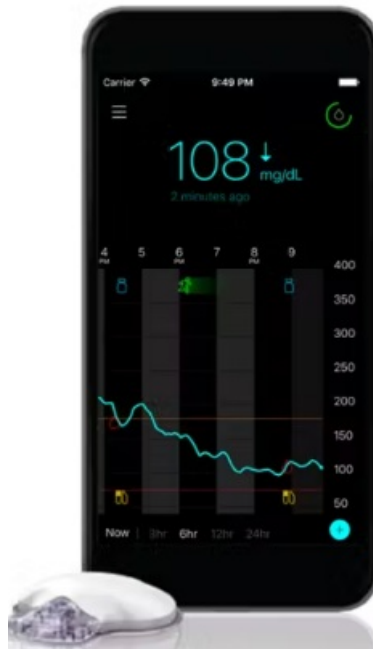 Carrier 9:49 PM
108 mg/dL
2 minutes ago
4 PM 5 6 PM 7 8 PM 9
400
350
300
250
200
150
100
50
Now 3hr 6hr 12hr 24hr